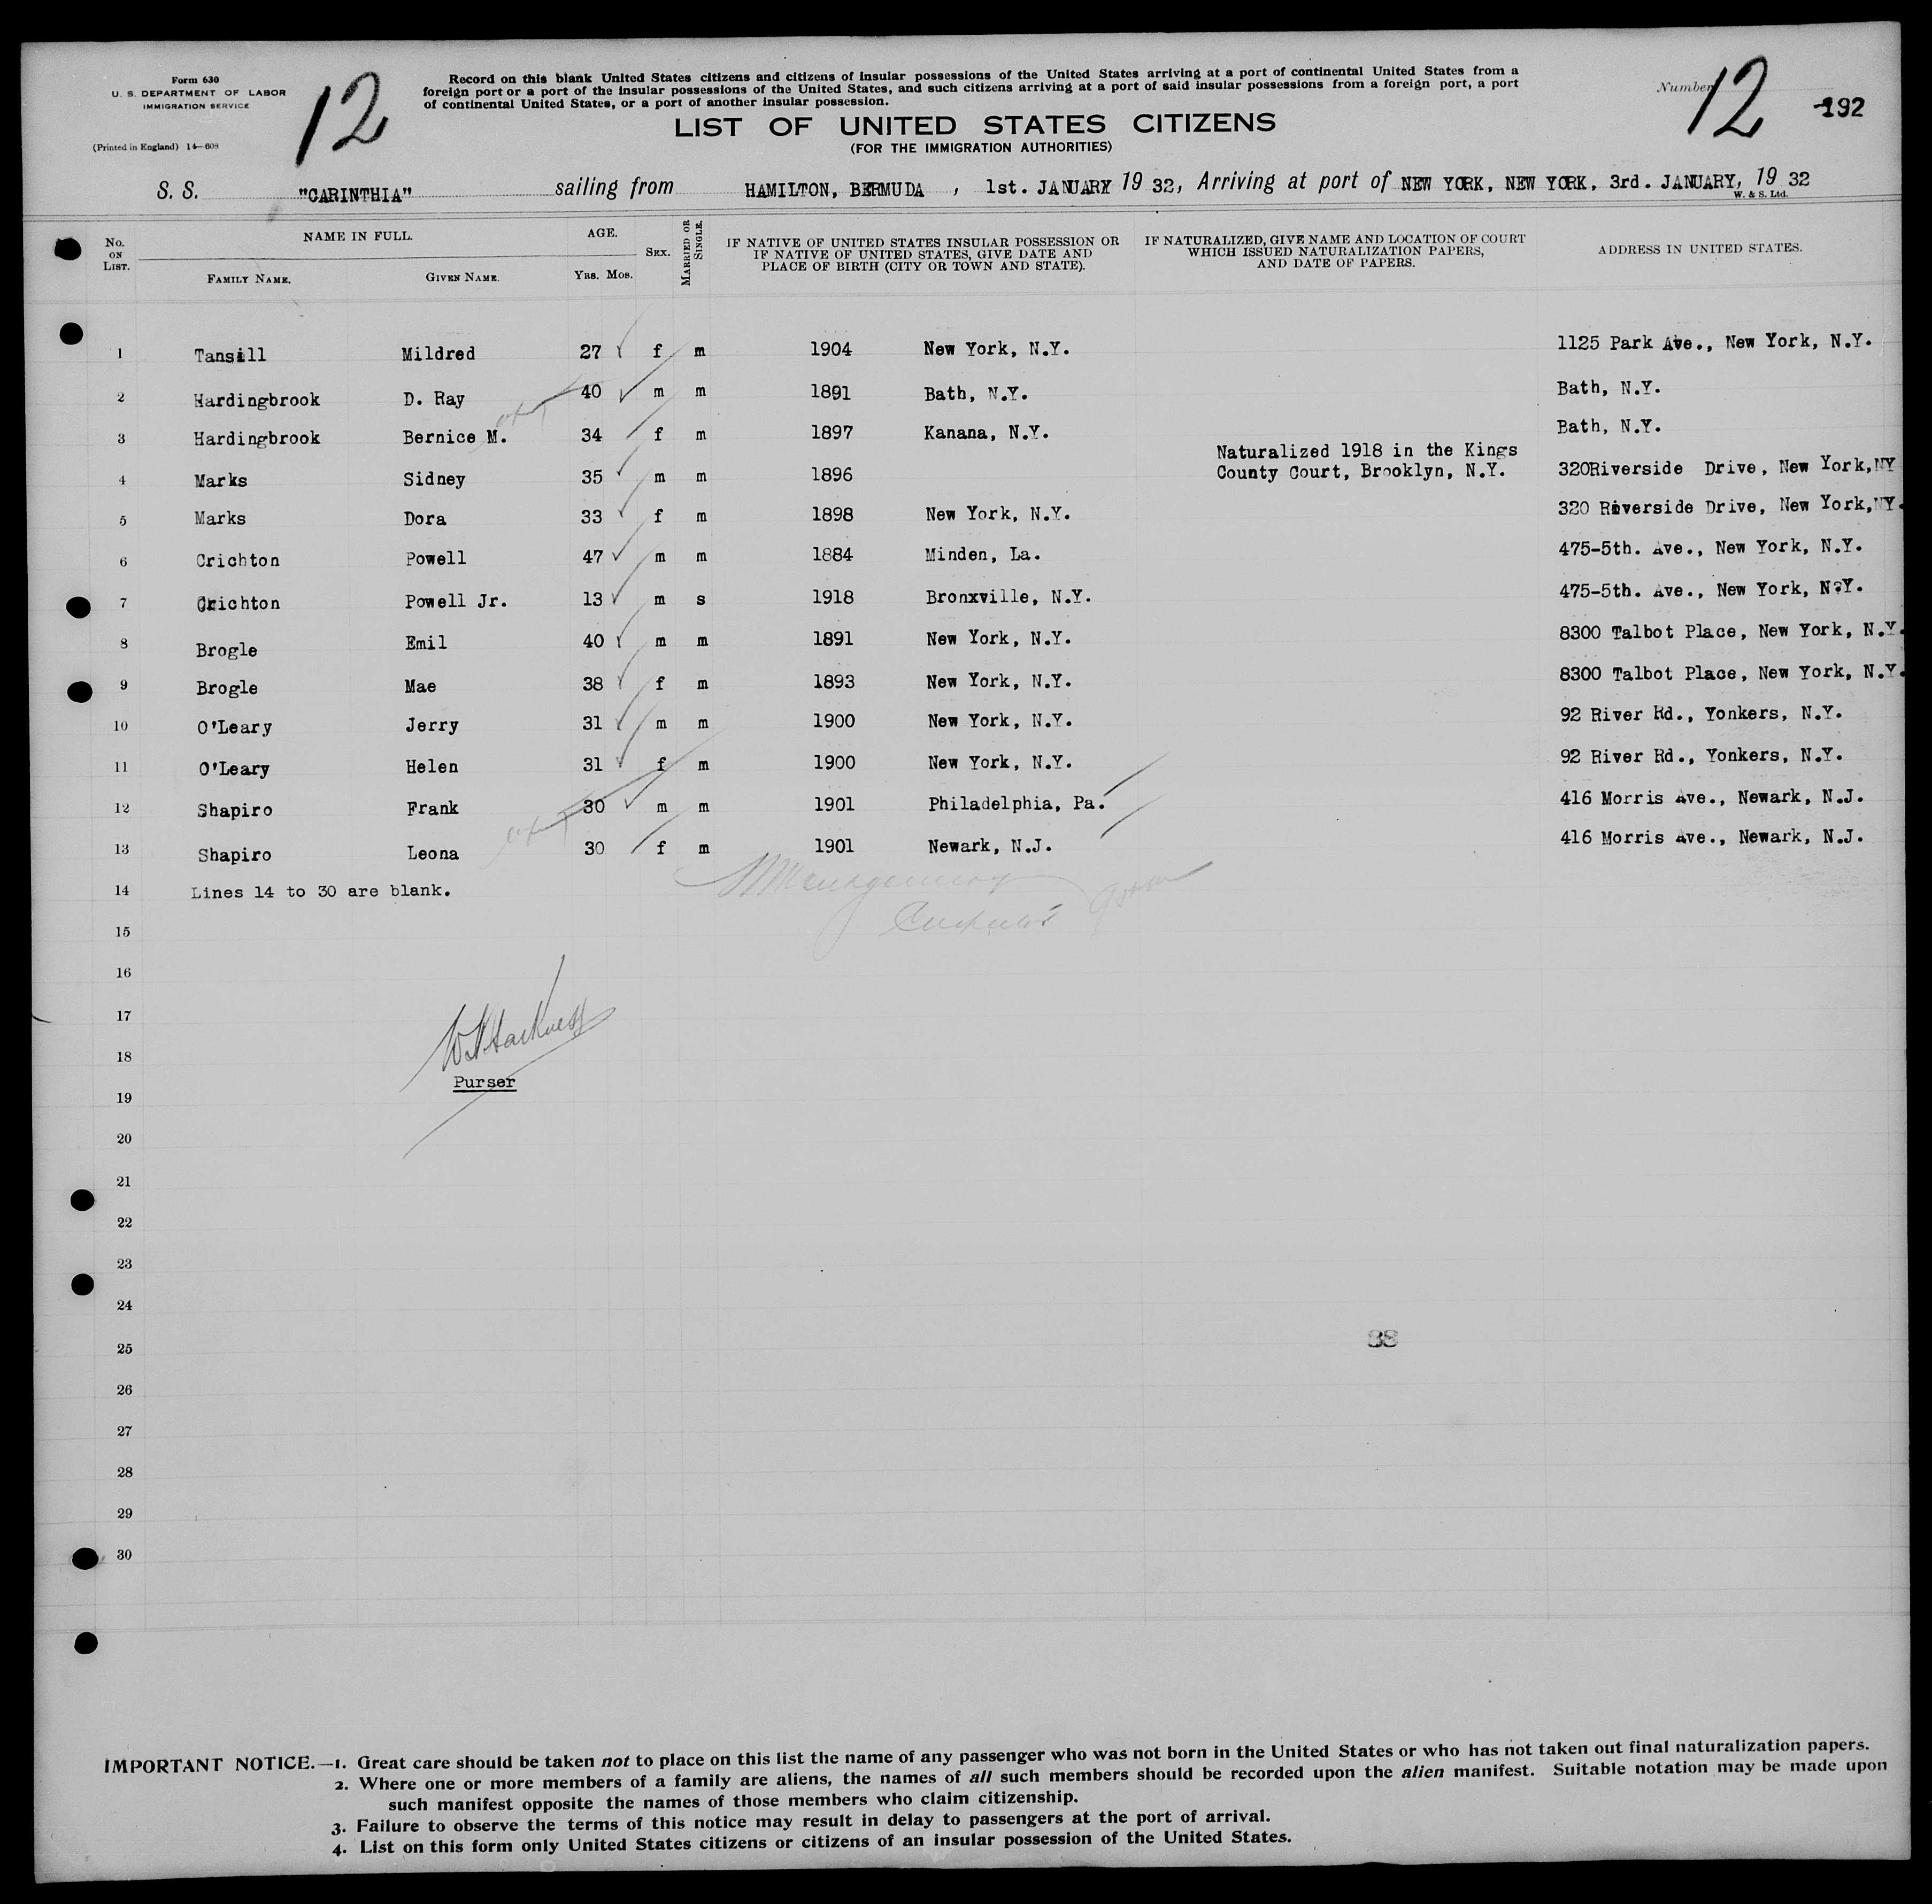 Form 630
U. S. DEPARTMENT OF LABOR
IMMIGRATION SERVICE
(Printed in England) 14—608
12
Record on this blank United States citizens and citizens of insular possessions of the United States arriving at a port of continental United States from a
foreign port or a port of the insular possessions of the United States, and such citizens arriving at a port of said insular possessions from a foreign port, a port
of continental United States, or a port of another insular possession.
Number 12
192
LIST OF UNITED STATES CITIZENS
(FOR THE IMMIGRATION AUTHORITIES)
S. S. "CARINTHIA" sailing from HAMILTON, BERMUDA , 1st. JANUARY 19 32, Arriving at port of NEW YORK, NEW YORK, 3rd. JANUARY, 19 32
W. & S. Ltd.
No. ON LIST. NAME IN FULL. AGE. SEX. MARRIED OR SINGLE. IF NATIVE OF UNITED STATES INSULAR POSSESSION OR IF NATIVE OF UNITED STATES, GIVE DATE AND PLACE OF BIRTH (CITY OR TOWN AND STATE). IF NATURALIZED, GIVE NAME AND LOCATION OF COURT WHICH ISSUED NATURALIZATION PAPERS, AND DATE OF PAPERS. ADDRESS IN UNITED STATES.
FAMILY NAME. GIVEN NAME. YRS. MOS.
1 Tansill Mildred 27 f m 1904 New York, N.Y. 1125 Park Ave., New York, N.Y.
2 Hardingbrook D. Ray 40 m m 1891 Bath, N.Y. Bath, N.Y.
3 Hardingbrook Bernice M. 34 f m 1897 Kanana, N.Y. Bath, N.Y.
4 Marks Sidney 35 m m 1896 Naturalized 1918 in the Kings County Court, Brooklyn, N.Y. 320Riverside Drive, New York,NY
5 Marks Dora 33 f m 1898 New York, N.Y. 320 Riverside Drive, New York,NY.
6 Crichton Powell 47 m m 1884 Minden, La. 475-5th. Ave., New York, N.Y.
7 Crichton Powell Jr. 13 m s 1918 Bronxville, N.Y. 475-5th. Ave., New York, N.Y.
8 Brogle Emil 40 m m 1891 New York, N.Y. 8300 Talbot Place, New York, N.Y.
9 Brogle Mae 38 f m 1893 New York, N.Y. 8300 Talbot Place, New York, N.Y.
10 O'Leary Jerry 31 m m 1900 New York, N.Y. 92 River Rd., Yonkers, N.Y.
11 O'Leary Helen 31 f m 1900 New York, N.Y. 92 River Rd., Yonkers, N.Y.
12 Shapiro Frank 30 m m 1901 Philadelphia, Pa. 416 Morris Ave., Newark, N.J.
13 Shapiro Leona 30 f m 1901 Newark, N.J. 416 Morris Ave., Newark, N.J.
14 Lines 14 to 30 are blank.
15
16
17
18
Purser
19
20
21
22
23
24
25
26
27
28
29
30
IMPORTANT NOTICE.—1. Great care should be taken not to place on this list the name of any passenger who was not born in the United States or who has not taken out final naturalization papers.
2. Where one or more members of a family are aliens, the names of all such members should be recorded upon the alien manifest. Suitable notation may be made upon
such manifest opposite the names of those members who claim citizenship.
3. Failure to observe the terms of this notice may result in delay to passengers at the port of arrival.
4. List on this form only United States citizens or citizens of an insular possession of the United States.